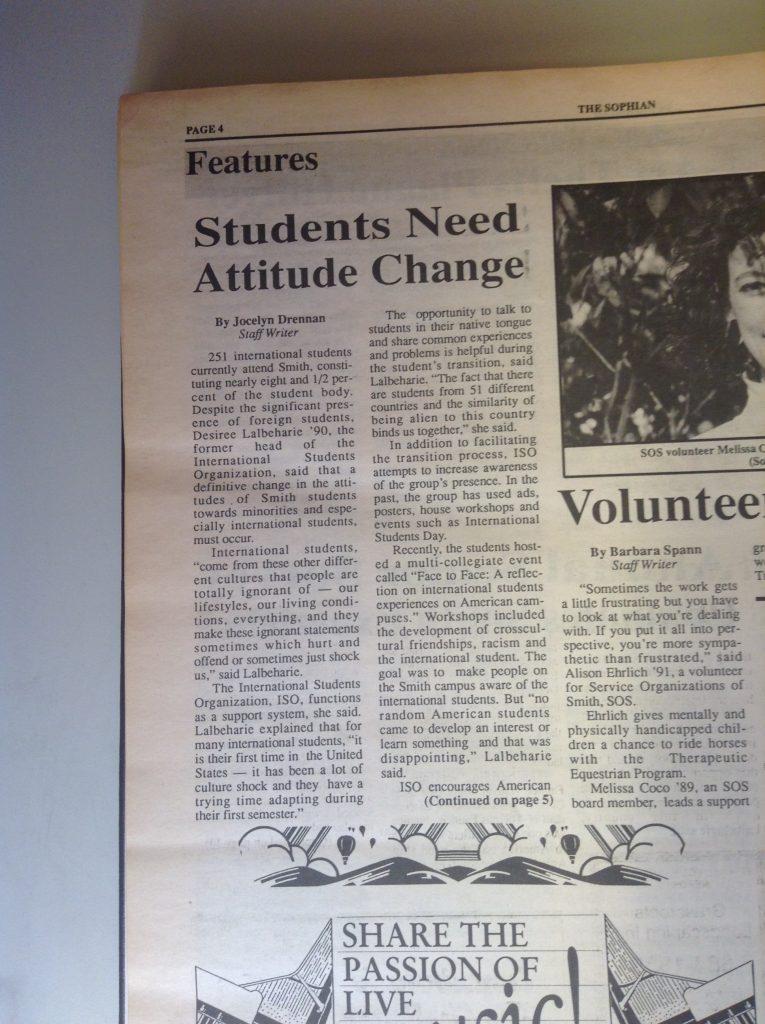 PAGE 4
THE SOPHIAN
Features
Students Need
Attitude Change
By Jocelyn Drennan
Staff Writer
251 international students
currently attend Smith, consti-
tuting nearly eight and 1/2 per-
cent of the student body.
Despite the significant pres-
ence of foreign students,
Desiree Lalbeharie '90, the
former head of the
International Students
Organization, said that a
definitive change in the atti-
tudes of Smith students
towards minorities and espe-
cially international students,
must occur.
International students,
“come from these other differ-
ent cultures that people are
totally ignorant of — our
lifestyles, our living condi-
tions, everything, and they
make these ignorant statements
sometimes which hurt and
offend or sometimes just shock
us,” said Lalbeharie.
The International Students
Organization, ISO, functions
as a support system, she said.
Lalbeharie explained that for
many international students, “it
is their first time in the United
States — it has been a lot of
culture shock and they have a
trying time adapting during
their first semester.”
The opportunity to talk to
students in their native tongue
and share common experiences
and problems is helpful during
the student's transition, said
Lalbeharie. “The fact that there
are students from 51 different
countries and the similarity of
being alien to this country
binds us together,” she said.
In addition to facilitating
the transition process, ISO
attempts to increase awareness
of the group's presence. In the
past, the group has used ads,
posters, house workshops and
events such as International
Students Day.
Recently, the students host-
ed a multi-collegiate event
called “Face to Face: A reflec-
tion on international students
experiences on American cam-
puses.” Workshops included
the development of crosscul-
tural friendships, racism and
the international student. The
goal was to make people on
the Smith campus aware of the
international students. But “no
random American students
came to develop an interest or
learn something and that was
disappointing,” Lalbeharie
said.
ISO encourages American
(Continued on page 5)
SOS volunteer Melissa C
(So
Voluntee
By Barbara Spann
Staff Writer
“Sometimes the work gets
a little frustrating but you have
to look at what you're dealing
with. If you put it all into per-
spective, you're more sympa-
thetic than frustrated,” said
Alison Ehrlich '91, a volunteer
for Service Organizations of
Smith, SOS.
Ehrlich gives mentally and
physically handicapped chil-
dren a chance to ride horses
with the Therapeutic
Equestrian Program.
Melissa Coco '89, an SOS
board member, leads a support
SHARE THE
PASSION OF
LIVE